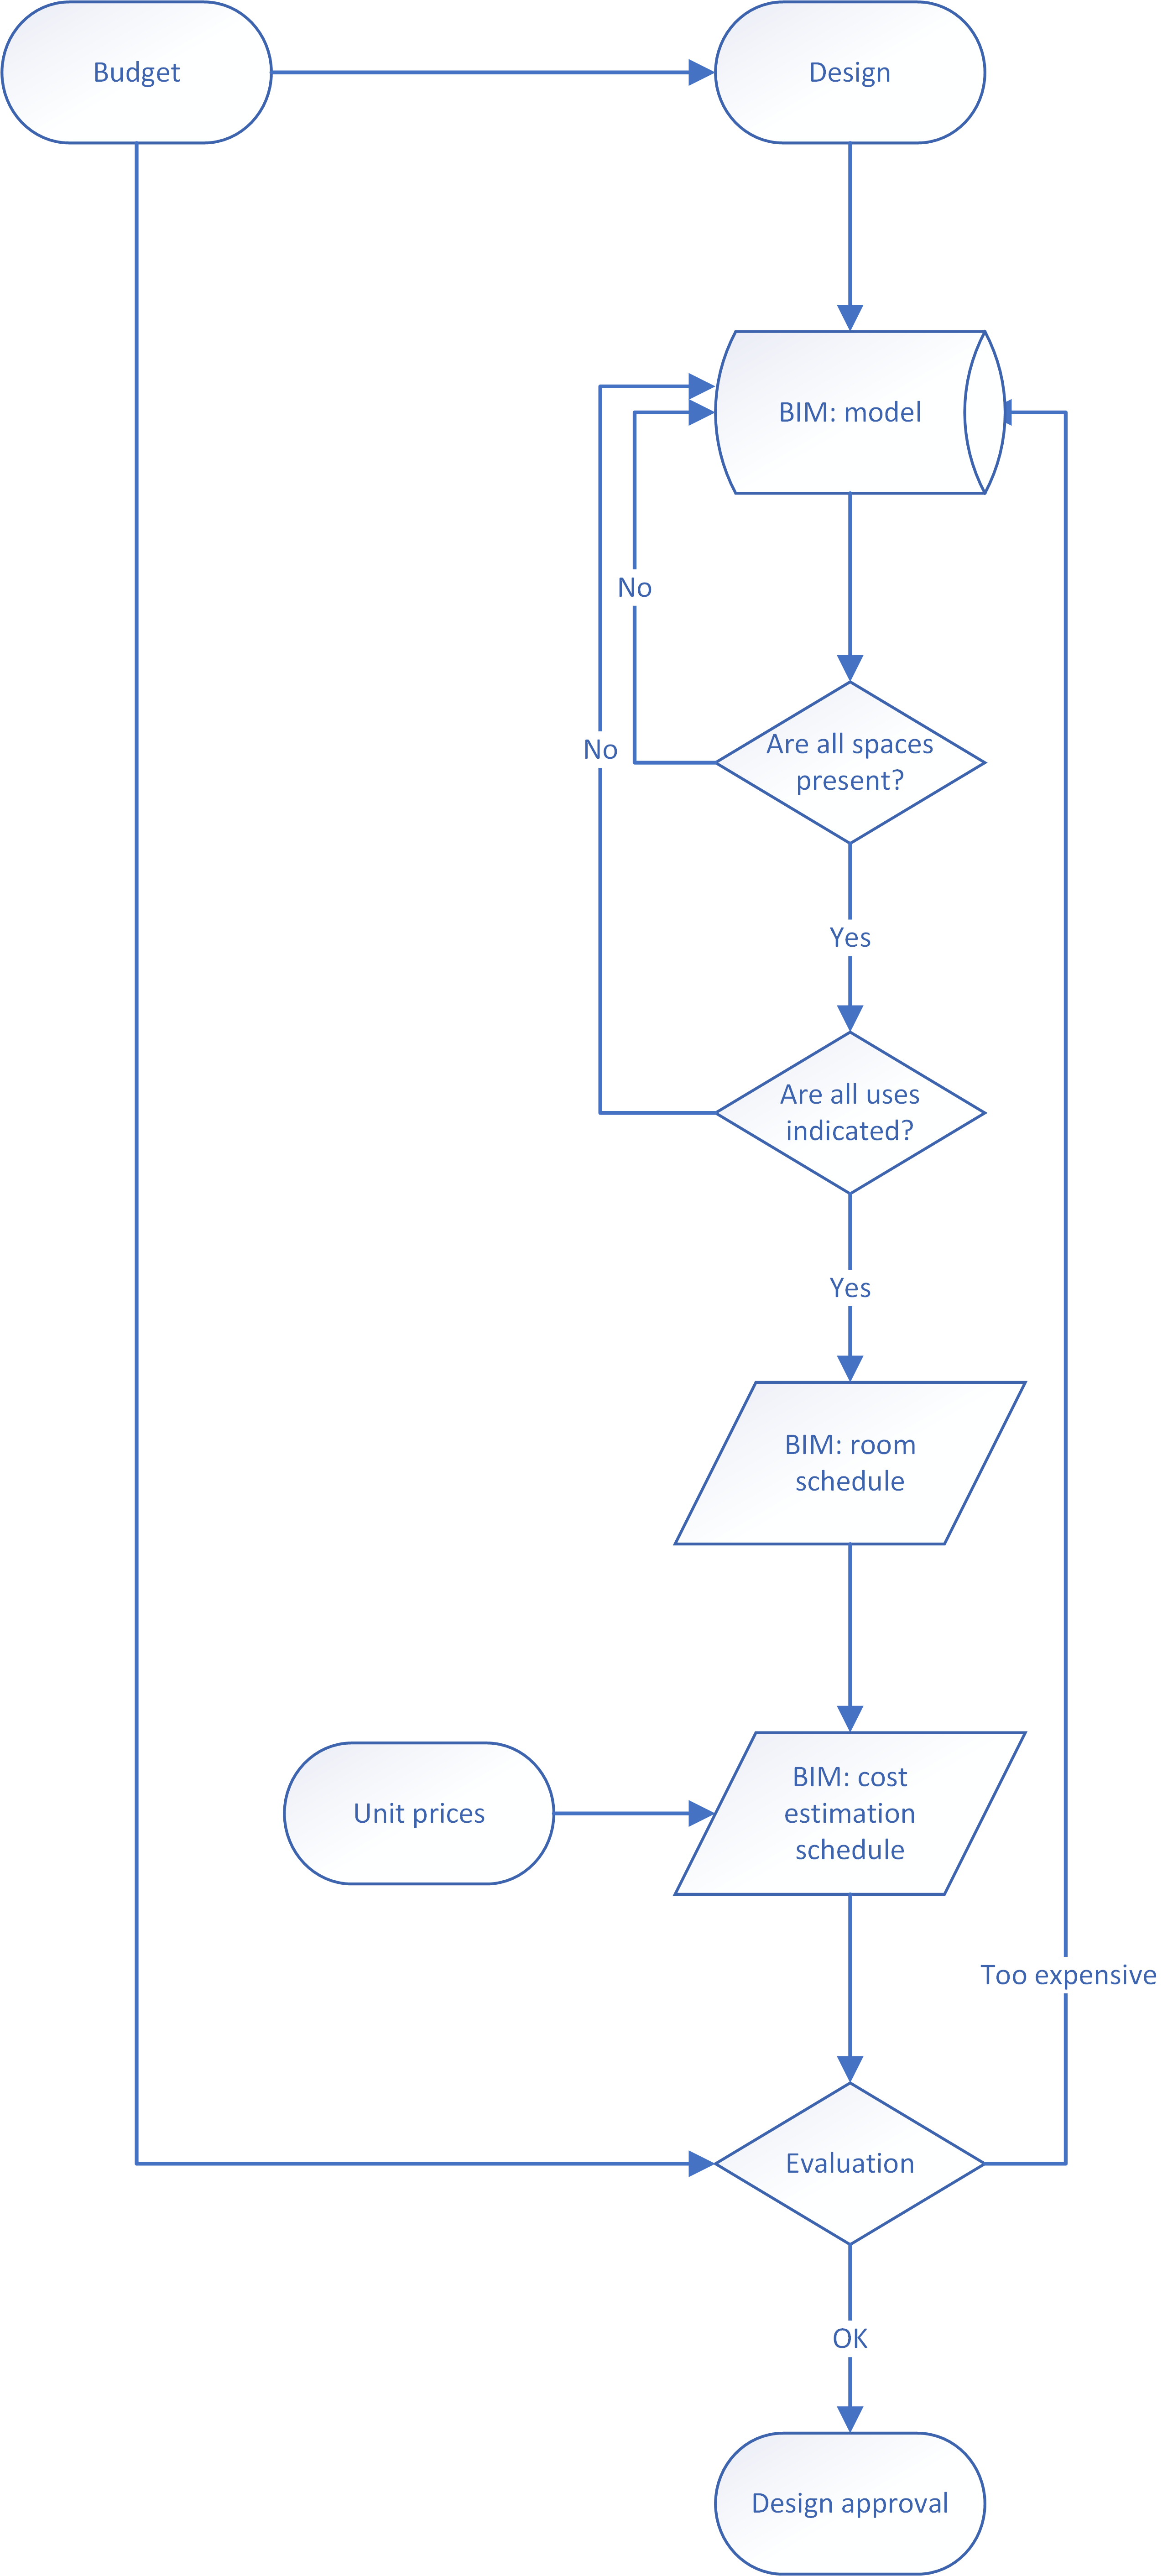 Budget
Design
BIM: model
No
No
Are all spaces
present?
Yes
Are all uses
indicated?
Yes
BIM: room
schedule
Unit prices
BIM: cost
estimation
schedule
Too expensive
Evaluation
OK
Design approval